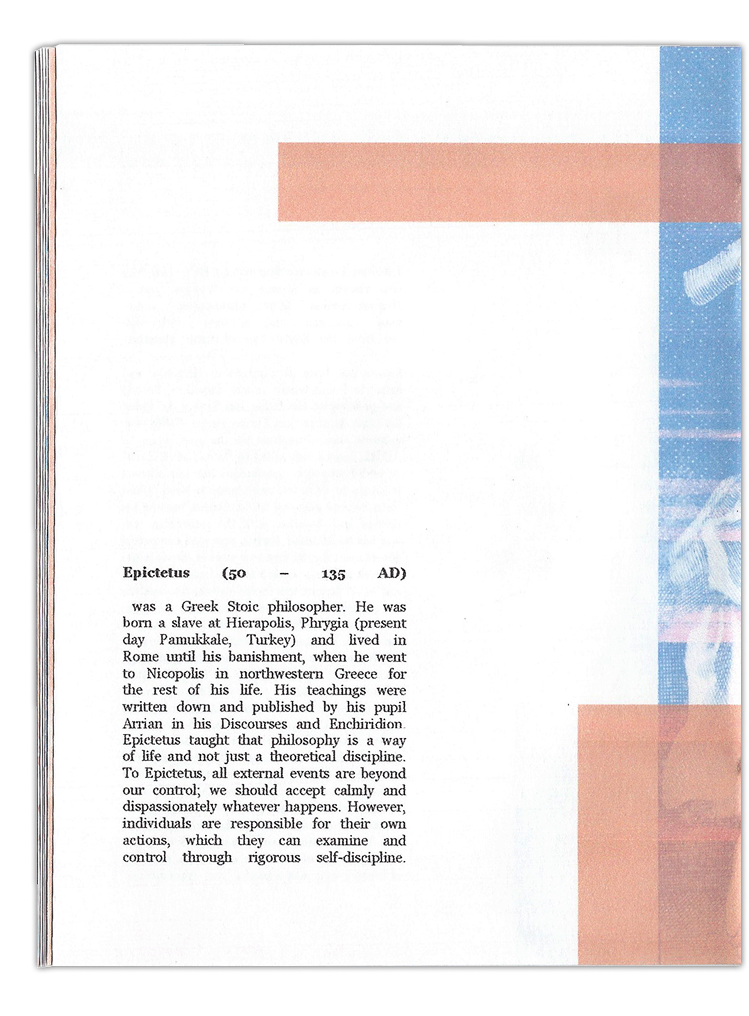 Epictetus (50 – 135 AD)
was a Greek Stoic philosopher. He was
born a slave at Hierapolis, Phrygia (present
day Pamukkale, Turkey) and lived in
Rome until his banishment, when he went
to Nicopolis in northwestern Greece for
the rest of his life. His teachings were
written down and published by his pupil
Arrian in his Discourses and Enchiridion.
Epictetus taught that philosophy is a way
of life and not just a theoretical discipline.
To Epictetus, all external events are beyond
our control; we should accept calmly and
dispassionately whatever happens. However,
individuals are responsible for their own
actions, which they can examine and
control through rigorous self-discipline.